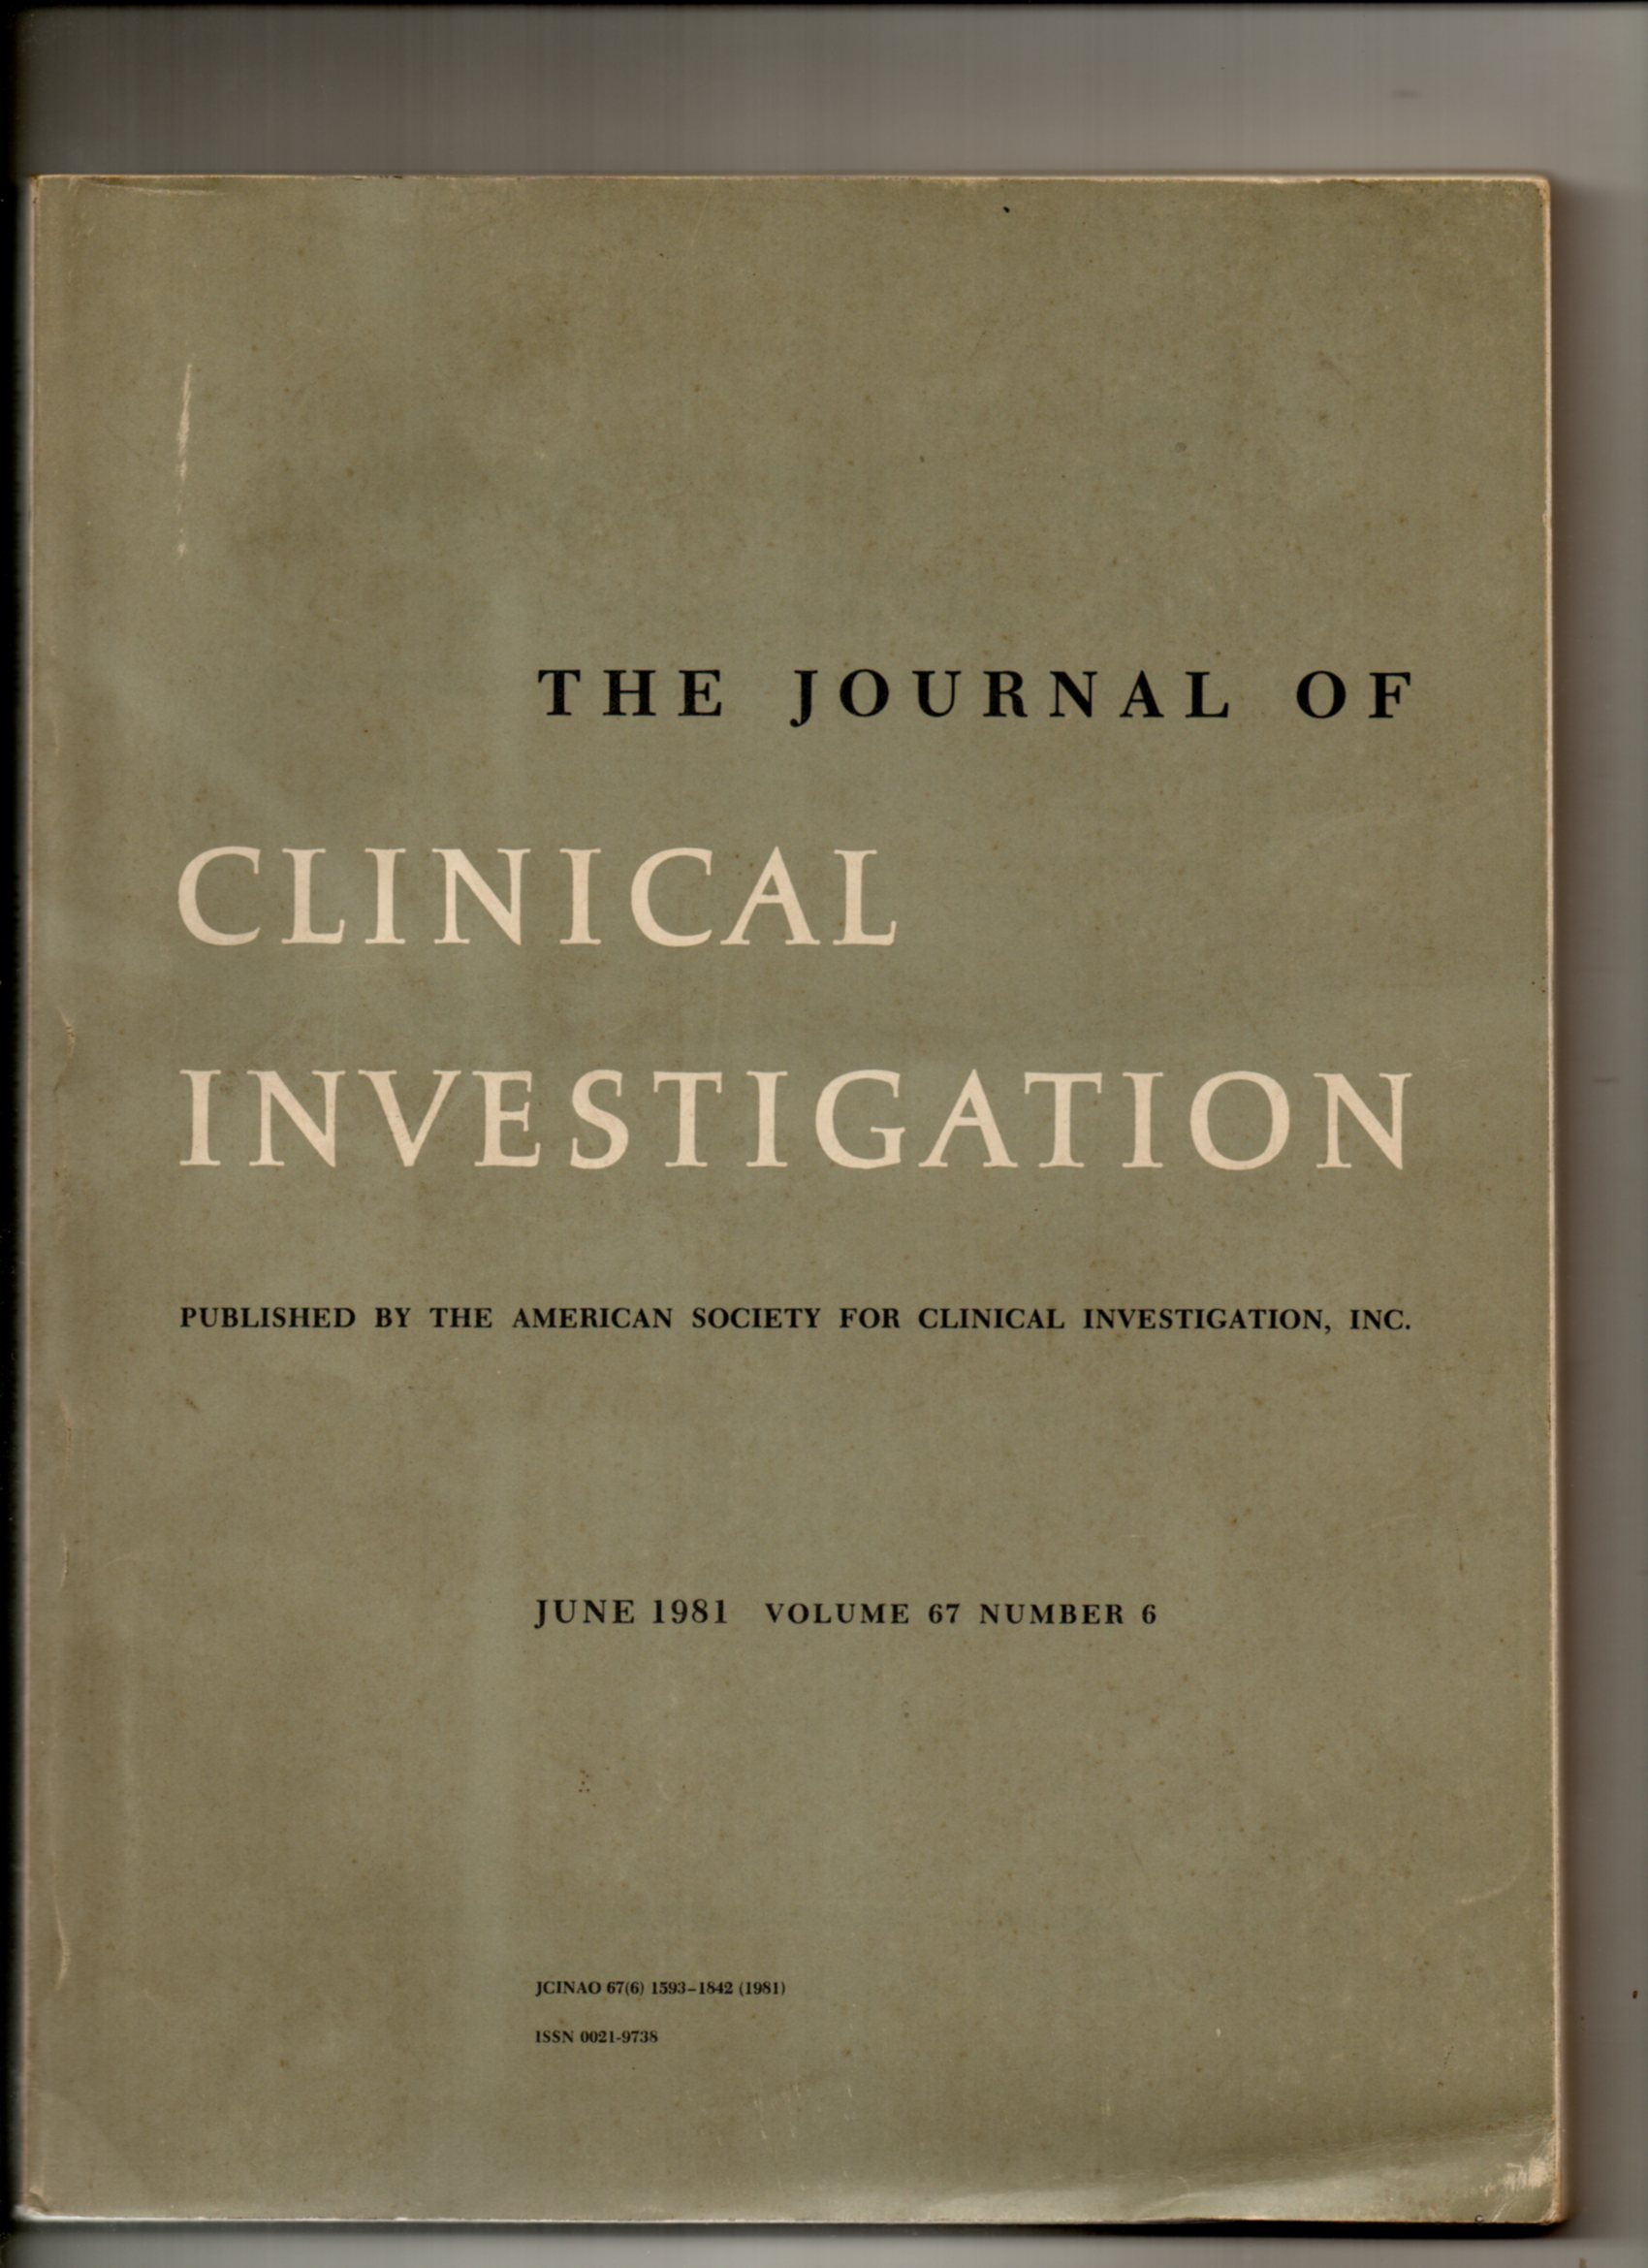 THE JOURNAL OF
CLINICAL
INVESTIGATION
PUBLISHED BY THE AMERICAN SOCIETY FOR CLINICAL INVESTIGATION, INC.
JUNE 1981 VOLUME 67 NUMBER 6
JCINAO 67(6) 1593–1842 (1981)
ISSN 0021-9738